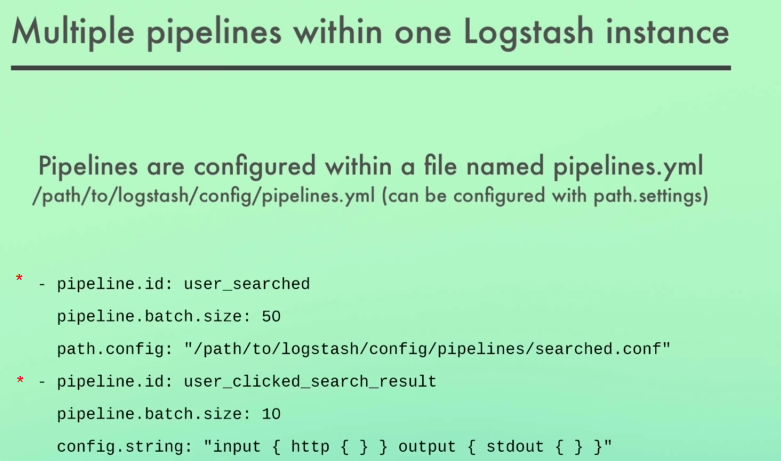 Multiple pipelines within one Logstash instance
Pipelines are configured within a file named pipelines.yml
/path/to/logstash/config/pipelines.yml (can be configured with path.settings)
* - pipeline.id: user_searched
pipeline.batch.size: 50
path.config: "/path/to/logstash/config/pipelines/searched.conf"
* - pipeline.id: user_clicked_search_result
pipeline.batch.size: 10
config.string: "input { http { } } output { stdout { } }"